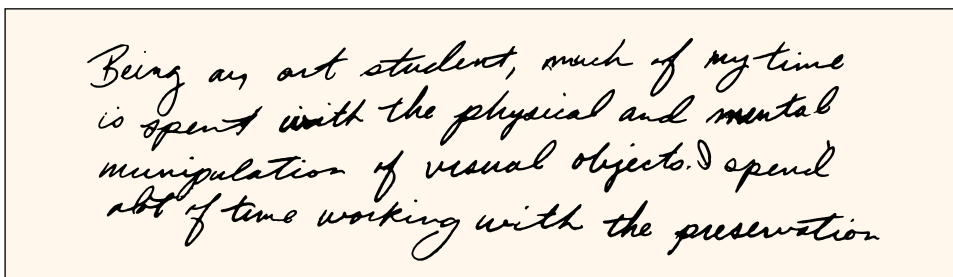 Being an art student, much of my time
is spent with the physical and mental
munipulation of visual objects. I spend
alot of time working with the preservation